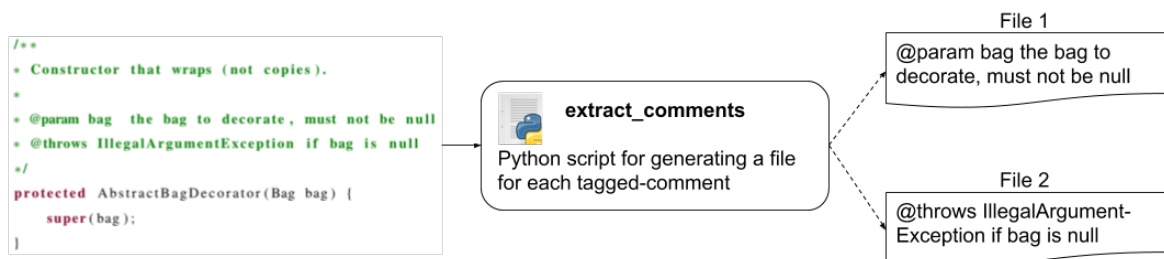 /**
* Constructor that wraps (not copies).
*
* @param bag the bag to decorate, must not be null
* @throws IllegalArgumentException if bag is null
*/
protected AbstractBagDecorator(Bag bag) {
super(bag);
}
extract_comments
Python script for generating a file
for each tagged-comment
File 1
@param bag the bag to
decorate, must not be null
File 2
@throws IllegalArgument-
Exception if bag is null